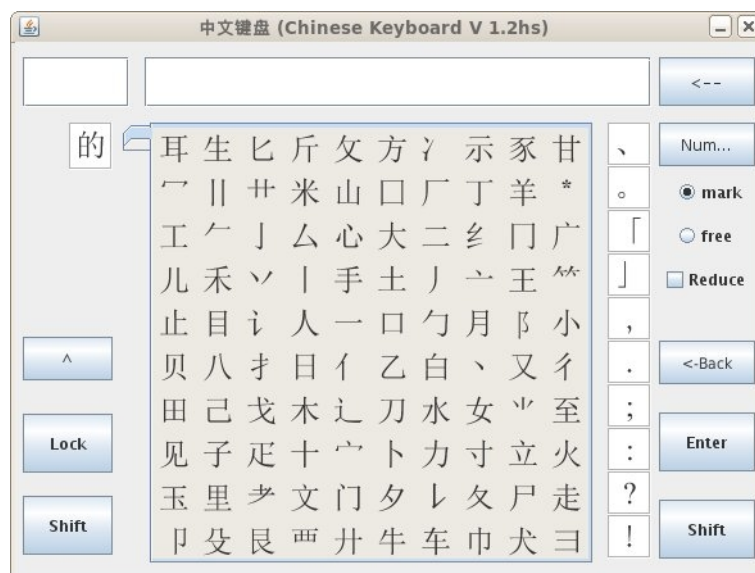 中文键盘 (Chinese Keyboard V 1.2hs)
<--
的
耳 生 匕 斤 攵 方 冫 示 豕 甘
冖 || 艹 米 山 囗 厂 丁 羊 *
工 𠂉 亅 厶 心 大 二 纟 冂 广
儿 禾 丷 丨 手 土 丿 亠 王 ⺮
止 目 讠 人 一 口 勹 月 阝 小
贝 八 扌 日 亻 乙 白 丶 又 彳
田 己 戈 木 辶 刀 水 女 ⺌ 至
见 子 疋 十 宀 卜 力 寸 立 火
玉 里 耂 文 门 夕 ㇙ 夂 尸 走
卩 殳 艮 覀 廾 牛 车 巾 犬 彐
、
。
「
」
,
.
;
:
?
!
Num...
mark
free
Reduce
<-Back
Enter
Shift
^
Lock
Shift